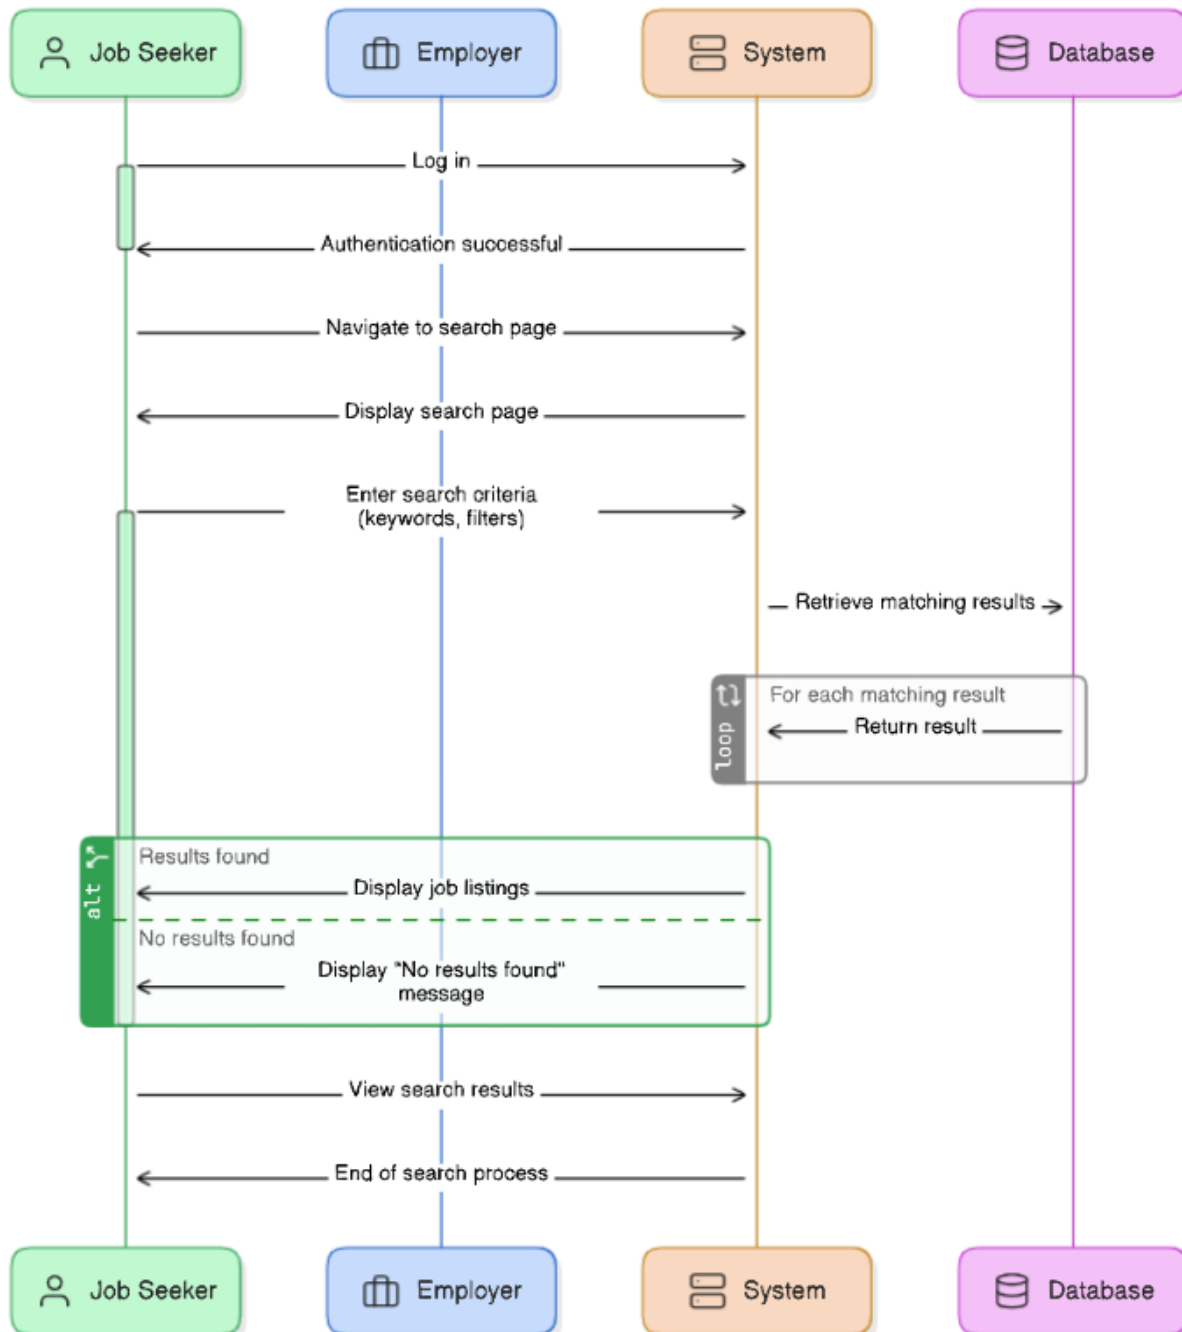 Job Seeker
Employer
System
Database
Log in
Authentication successful
Navigate to search page
Display search page
Enter search criteria
(keywords, filters)
Retrieve matching results
loop
For each matching result
Return result
alt
Results found
Display job listings
No results found
Display "No results found"
message
View search results
End of search process
Job Seeker
Employer
System
Database